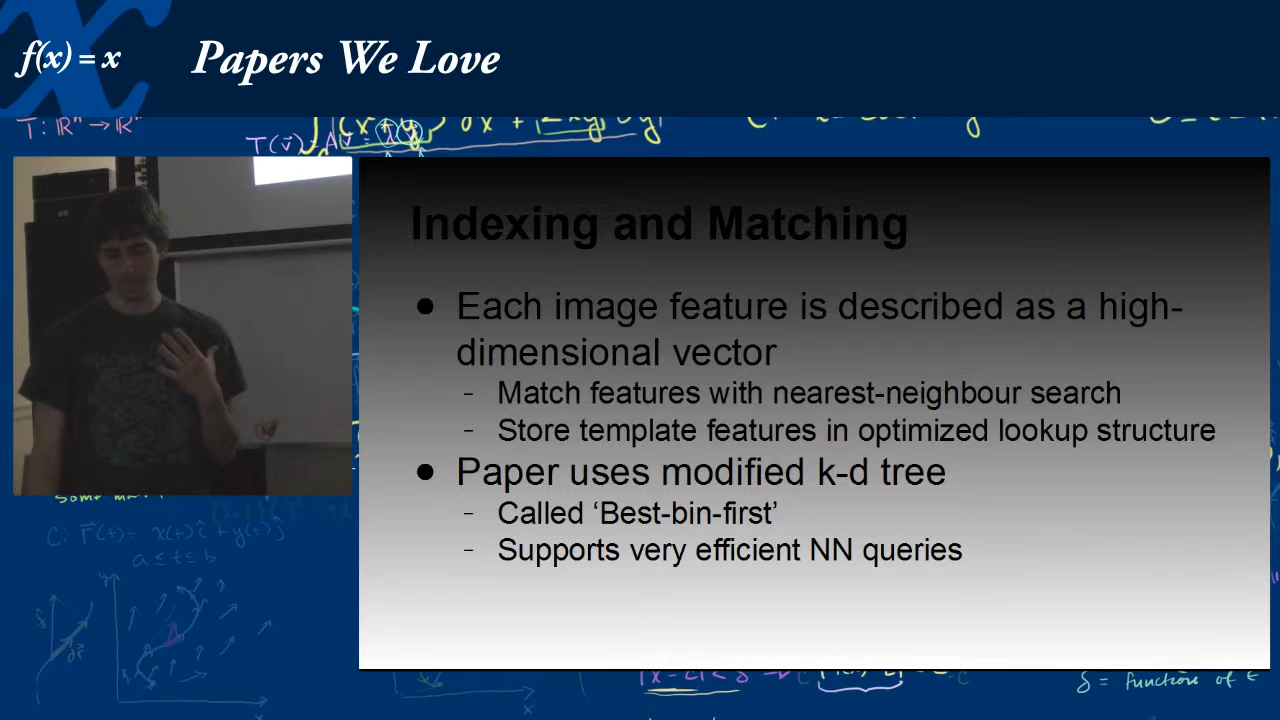 f(x) = x
Papers We Love
T: ℝⁿ → ℝⁿ
Indexing and Matching
● Each image feature is described as a high-
dimensional vector
- Match features with nearest-neighbour search
- Store template features in optimized lookup structure
● Paper uses modified k-d tree
- Called ‘Best-bin-first’
- Supports very efficient NN queries
C: r⃗(t) = x(t)î + y(t)ĵ
a ≤ t ≤ b
δ = function of ε